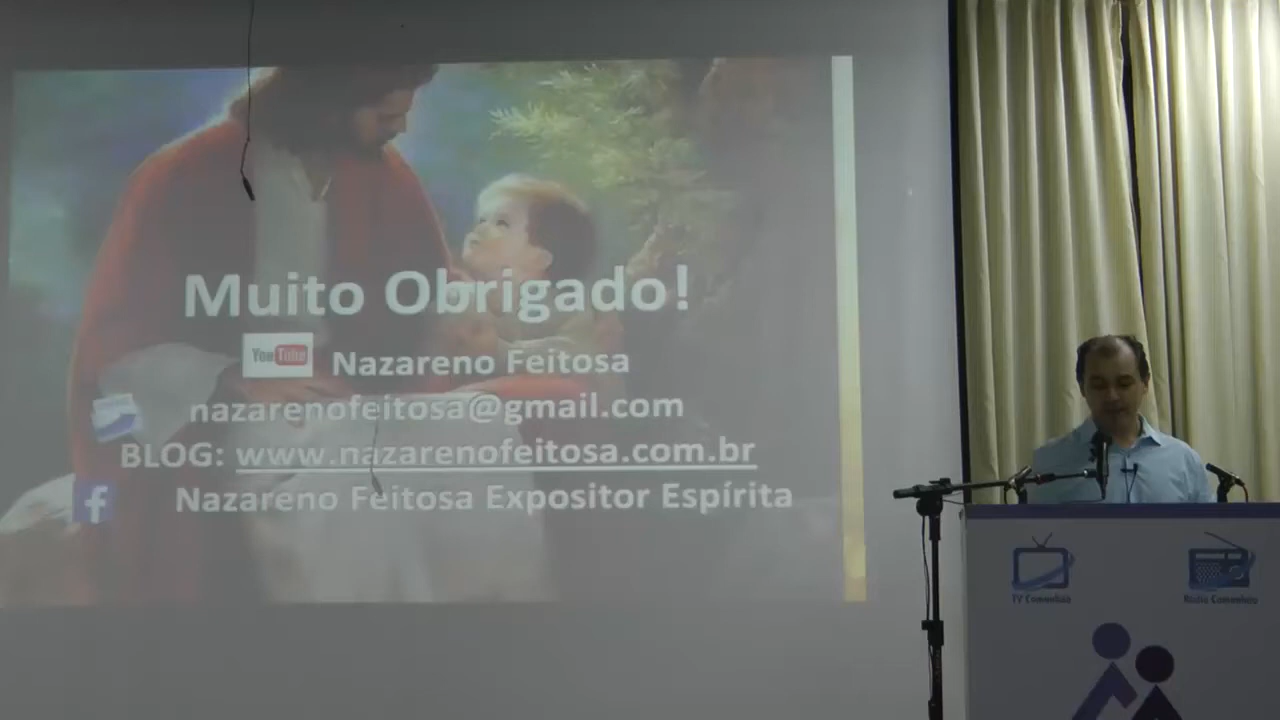 Muito Obrigado!
YouTube Nazareno Feitosa
nazarenofeitosa@gmail.com
BLOG: www.nazarenofeitosa.com.br
f Nazareno Feitosa Expositor Espírita
TV Comunhão
Rádio Comunhão